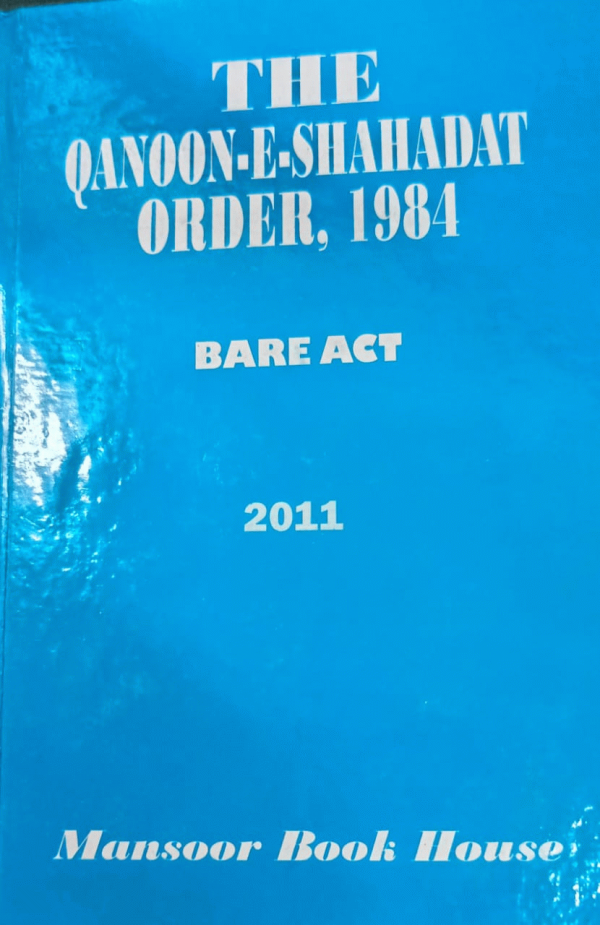 THE
QANOON-E-SHAHADAT
ORDER, 1984
BARE ACT
2011
Mansoor Book House